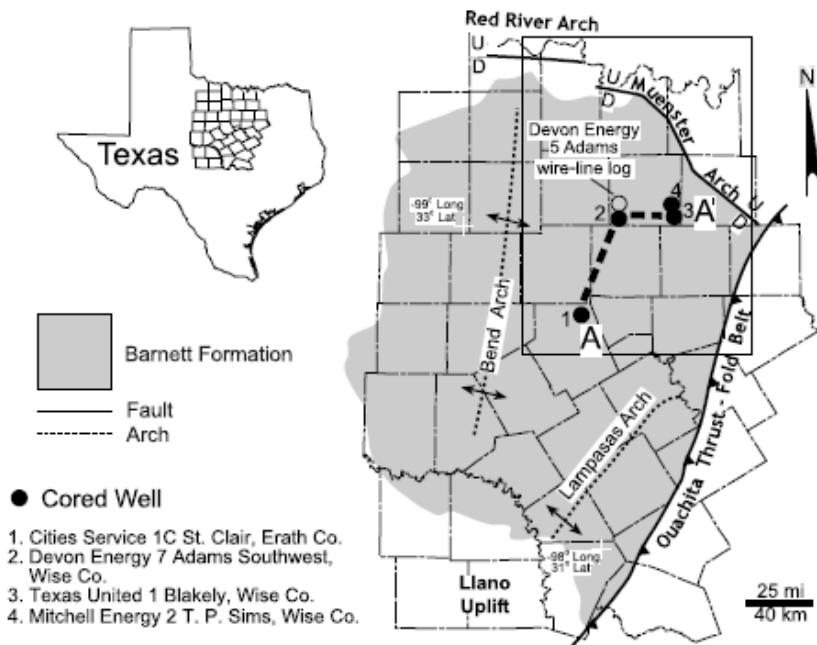 Red River Arch
U
D
U
D
Muenster
Arch
U
D
N
Devon Energy
5 Adams
wire-line log
Texas
-99° Long
33° Lat
4
2
3
A'
1
A
Bend Arch
Barnett Formation
Fault
Arch
Lampasas Arch
Ouachita Thrust.- Fold Belt
Cored Well
1. Cities Service 1C St. Clair, Erath Co.
2. Devon Energy 7 Adams Southwest,
Wise Co.
3. Texas United 1 Blakely, Wise Co.
4. Mitchell Energy 2 T. P. Sims, Wise Co.
-98° Long
31° Lat
Llano
Uplift
25 mi
40 km